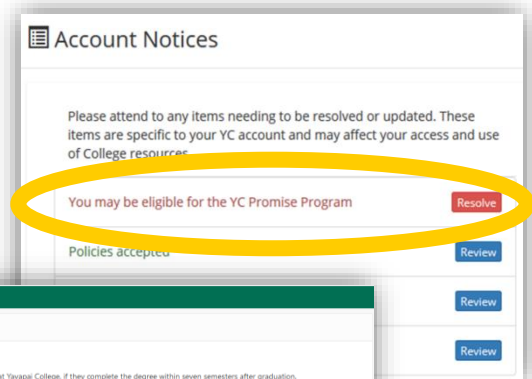 Account Notices
Please attend to any items needing to be resolved or updated. These
items are specific to your YC account and may affect your access and use
of College resources
You may be eligible for the YC Promise Program
Resolve
Policies accepted
Review
Review
Review
at Yavapai College, if they complete the degree within seven semesters after graduation.